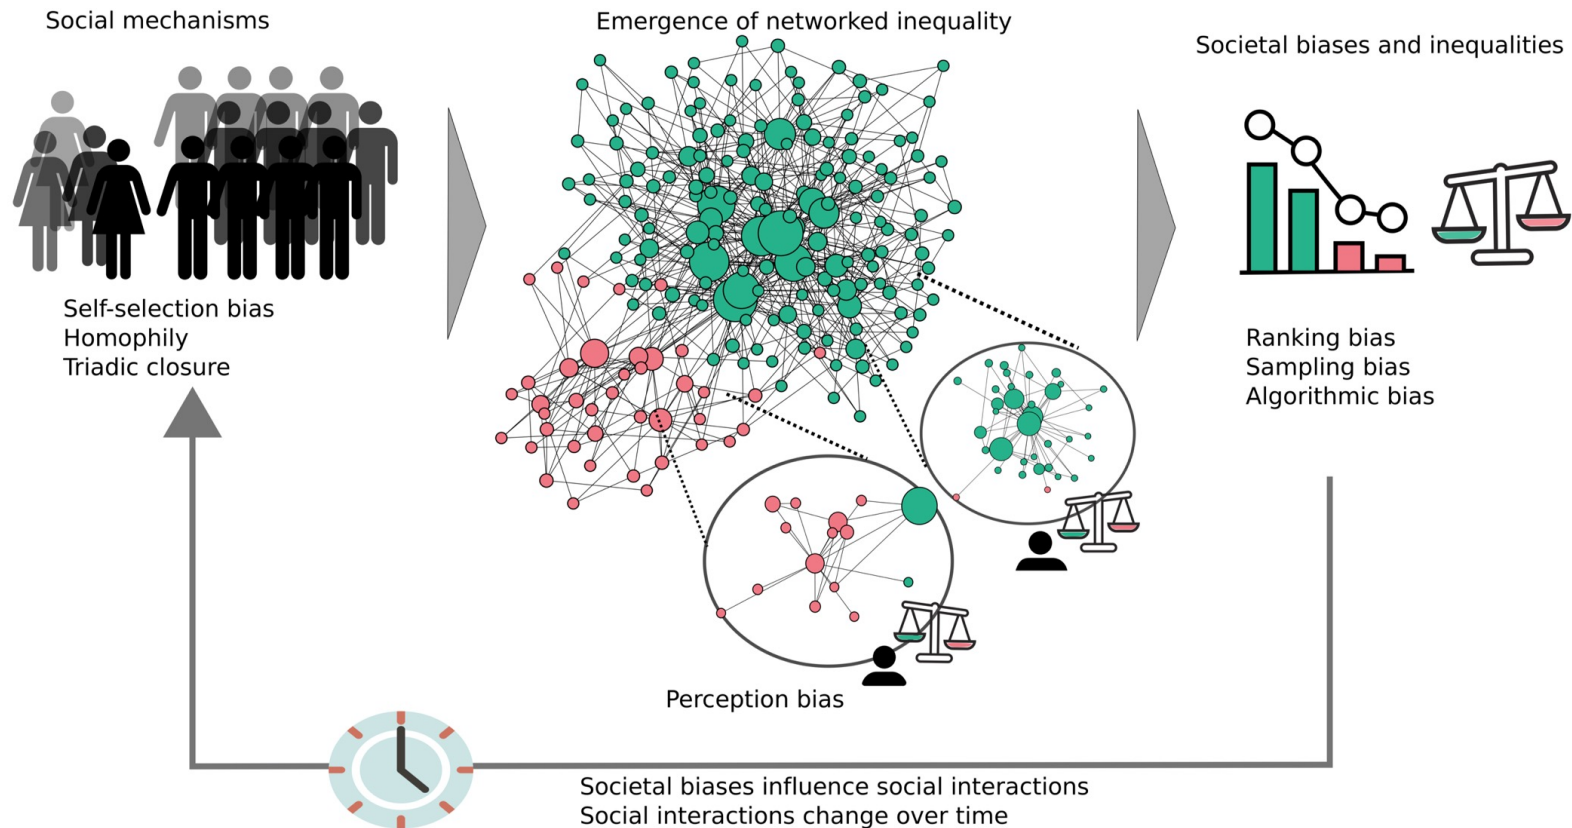 Social mechanisms
Self-selection bias
Homophily
Triadic closure
Emergence of networked inequality
Perception bias
Societal biases and inequalities
Ranking bias
Sampling bias
Algorithmic bias
Societal biases influence social interactions
Social interactions change over time